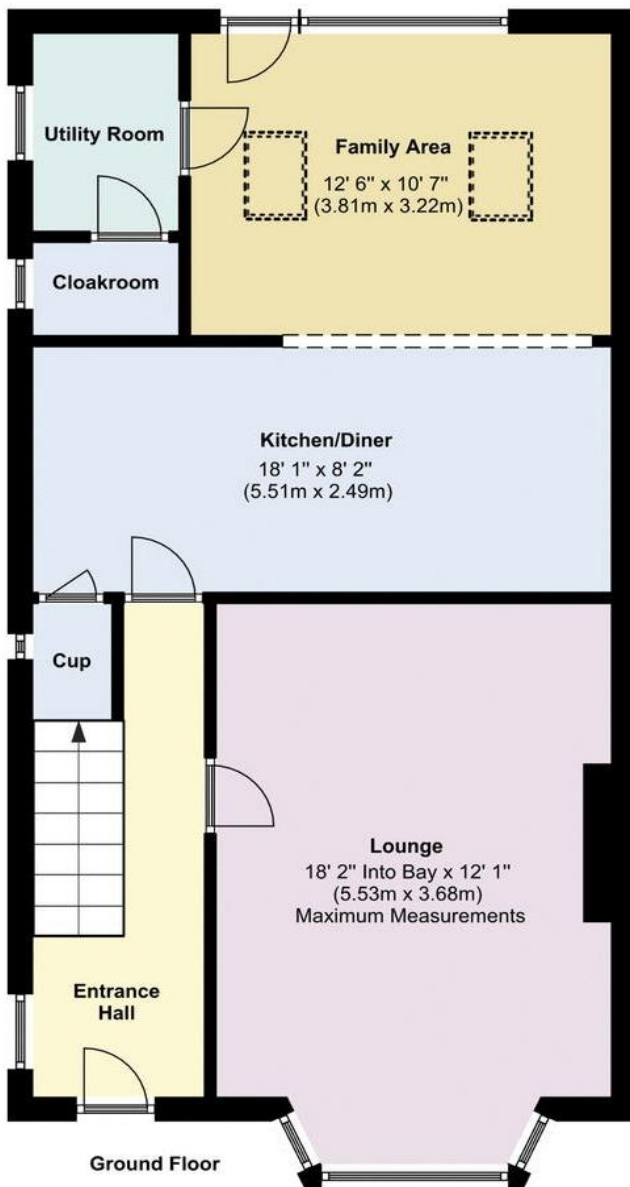 Utility Room
Family Area
12' 6" x 10' 7"
(3.81m x 3.22m)
Cloakroom
Kitchen/Diner
18' 1" x 8' 2"
(5.51m x 2.49m)
Cup
Lounge
18' 2" Into Bay x 12' 1"
(5.53m x 3.68m)
Maximum Measurements
Entrance
Hall
Ground Floor